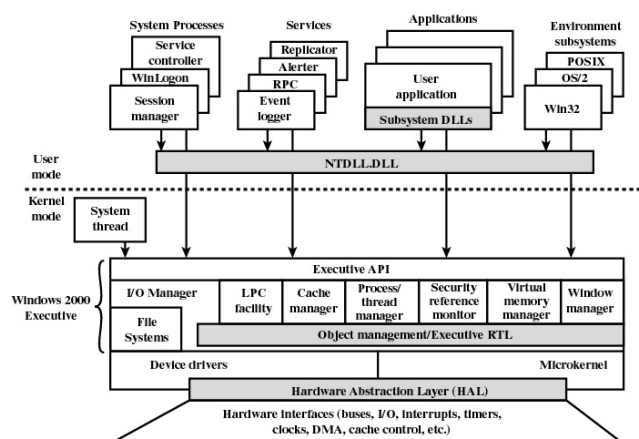 System Processes
Services
Applications
Environment
subsystems
Service
controller
WinLogon
Session
manager
Replicator
Alerter
RPC
Event
logger
User
application
Subsystem DLLs
POSIX
OS/2
Win32
User
mode
NTDLL.DLL
Kernel
mode
System
thread
Executive API
Windows 2000
Executive
I/O Manager
LPC
facility
Cache
manager
Process/
thread
manager
Security
reference
monitor
Virtual
memory
manager
Window
manager
File
Systems
Object management/Executive RTL
Device drivers
Microkernel
Hardware Abstraction Layer (HAL)
Hardware interfaces (buses, I/O, interrupts, timers,
clocks, DMA, cache control, etc.)